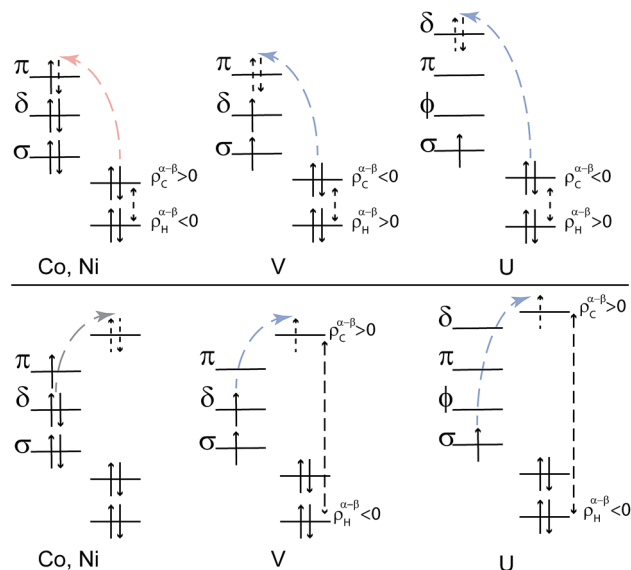 π
δ
σ
ρ_C^{α−β}>0
ρ_H^{α−β}<0
Co, Ni
π
δ
σ
ρ_C^{α−β}<0
ρ_H^{α−β}>0
V
δ
π
ϕ
σ
ρ_C^{α−β}<0
ρ_H^{α−β}>0
U
π
δ
σ
Co, Ni
π
δ
σ
ρ_C^{α−β}>0
ρ_H^{α−β}<0
V
δ
π
ϕ
σ
ρ_C^{α−β}>0
ρ_H^{α−β}<0
U